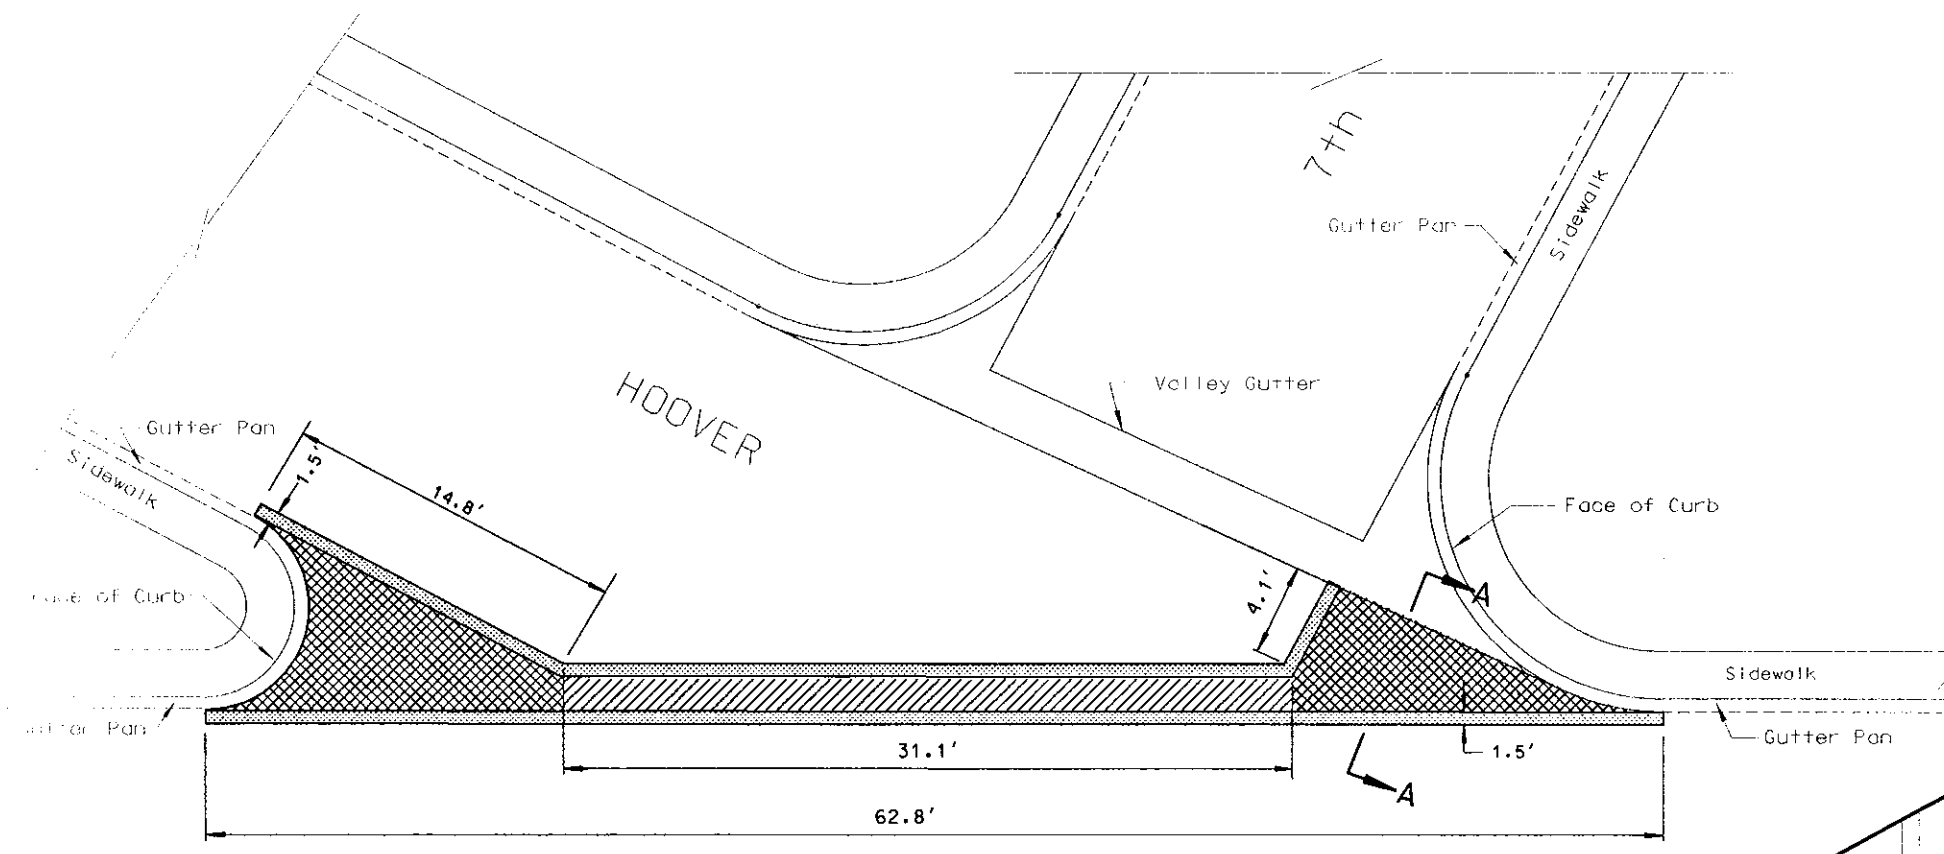 7th
Sidewalk
Gutter Pan
Valley Gutter
HOOVER
Gutter Pan
Sidewalk
1.5'
14.8'
Face of Curb
of Curb
4.1'
A
Sidewalk
Gutter Pan
Pan
31.1'
1.5'
A
62.8'